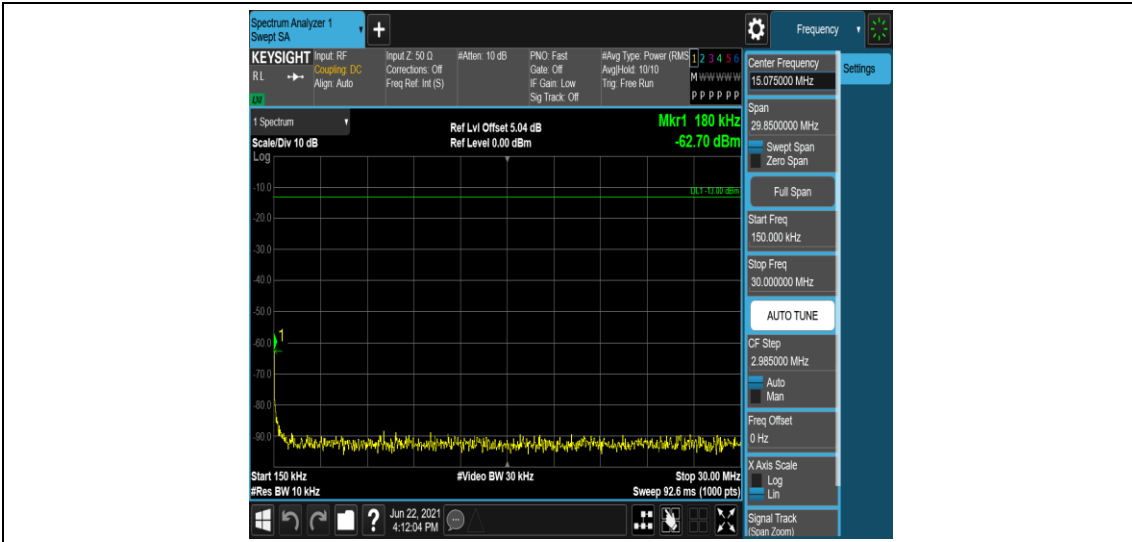 Spectrum Analyzer 1
Swept SA
+
Frequency
KEYSIGHT
RL
LXI
Input: RF
Coupling: DC
Align: Auto
Input Z: 50 Ω
Corrections: Off
Freq Ref: Int (S)
#Atten: 10 dB
PNO: Fast
Gate: Off
IF Gain: Low
Sig Track: Off
#Avg Type: Power (RMS
Avg|Hold: 10/10
Trig: Free Run
1 2 3 4 5 6
M W W W W W
P P P P P P
1 Spectrum
Scale/Div 10 dB
Ref Lvl Offset 5.04 dB
Ref Level 0.00 dBm
Mkr1 180 kHz
-62.70 dBm
Log
DL1 -13.00 dBm
-10.0
-20.0
-30.0
-40.0
-50.0
-60.0
-70.0
-80.0
-90.0
1
Start 150 kHz
#Res BW 10 kHz
#Video BW 30 kHz
Stop 30.00 MHz
Sweep 92.6 ms (1000 pts)
?
Jun 22, 2021
4:12:04 PM
Center Frequency
15.075000 MHz
Settings
Span
29.8500000 MHz
Swept Span
Zero Span
Full Span
Start Freq
150.000 kHz
Stop Freq
30.000000 MHz
AUTO TUNE
CF Step
2.985000 MHz
Auto
Man
Freq Offset
0 Hz
X Axis Scale
Log
Lin
Signal Track
(Span Zoom)